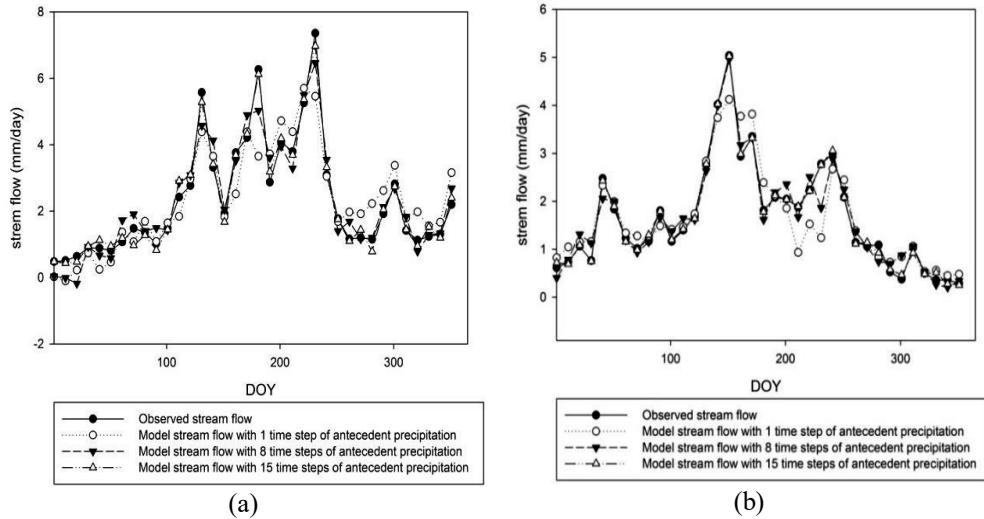 8
6
4
2
0
-2
strem flow (mm/day)
100
200
300
DOY
Observed stream flow
Model stream flow with 1 time step of antecedent precipitation
Model stream flow with 8 time steps of antecedent precipitation
Model stream flow with 15 time steps of antecedent precipitation
(a)
6
5
4
3
2
1
0
strem flow (mm/day)
100
200
300
DOY
Observed stream flow
Model stream flow with 1 time step of antecedent precipitation
Model stream flow with 8 time steps of antecedent precipitation
Model stream flow with 15 time steps of antecedent precipitation
(b)